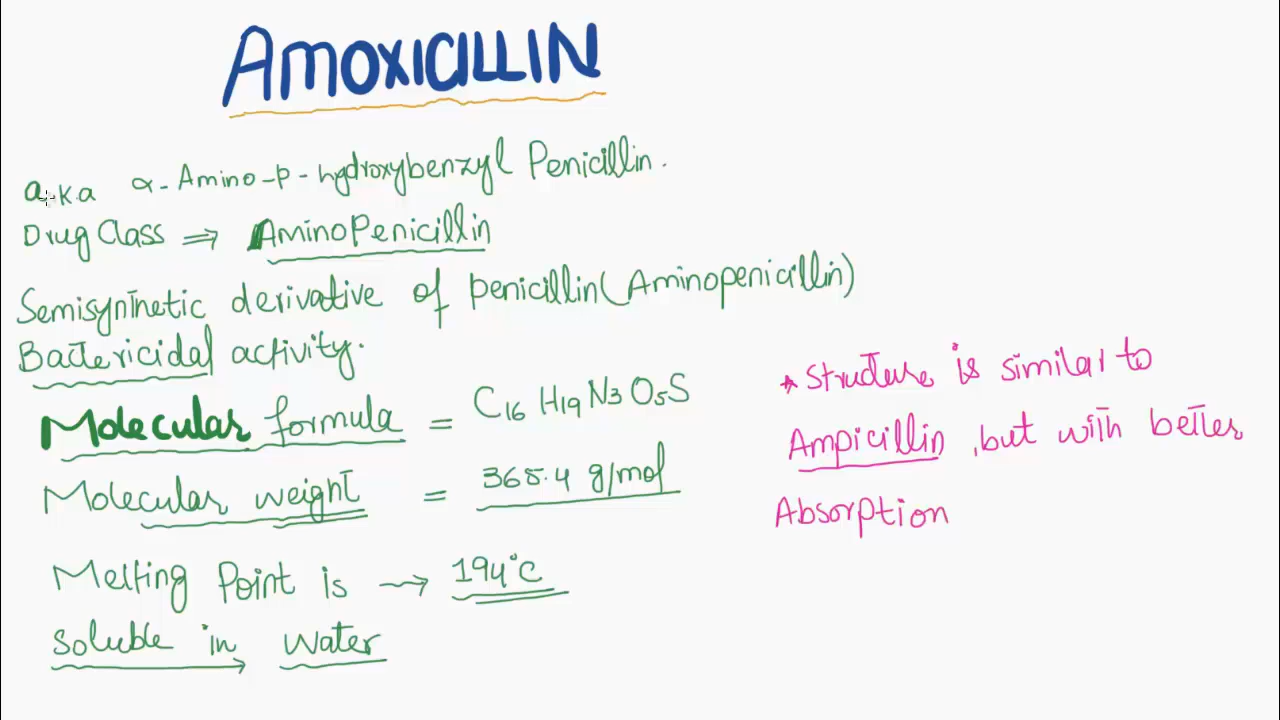 AMOXICILLIN
a.k.a α-Amino-p-hydroxybenzyl Penicillin.
Drug Class ⇒ AminoPenicillin
Semisynthetic derivative of penicillin(Aminopenicillin)
Bactericidal activity.
Molecular formula = C16 H19 N3 O5 S
Molecular weight = 365.4 g/mol
Melting Point is → 194°C
Soluble in Water
* Structure is similar to
Ampicillin, but with better
Absorption